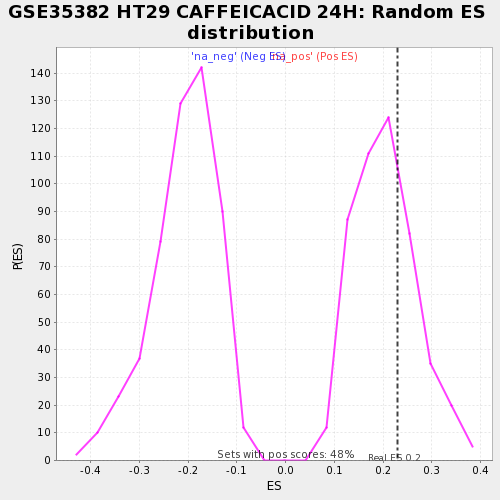 GSE35382 HT29 CAFFEICACID 24H: Random ES
distribution
'na_neg' (Neg ES) 'na_pos' (Pos ES)
140
130
120
110
100
90
80
70
60
50
40
30
20
10
0
P(ES)
Sets with pos scores: 48%
Real ES 0.2
-0.4 -0.3 -0.2 -0.1 0.0 0.1 0.2 0.3 0.4
ES